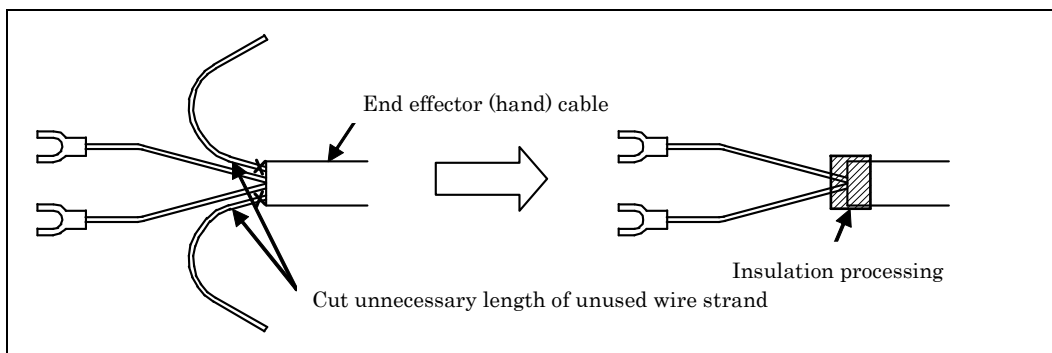 End effector (hand) cable
Insulation processing
Cut unnecessary length of unused wire strand